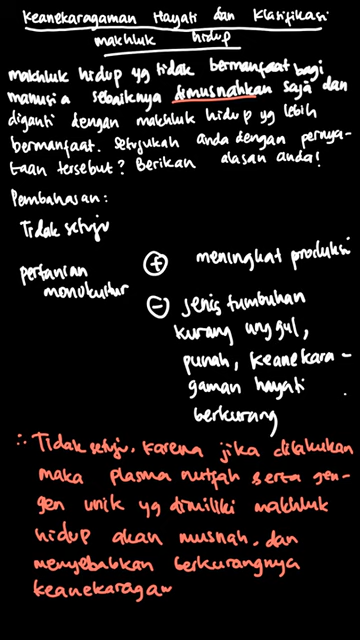 Keanekaragaman Hayati dan Klasifikasi
makhluk hidup
makhluk hidup yg tidak bermanfaat bagi
manusia sebaiknya dimusnahkan saja dan
diganti dengan makhluk hidup yg lebih
bermanfaat. Setujukah anda dengan pernya-
taan tersebut? Berikan alasan anda!
Pembahasan:
Tidak setuju
pertanian
monokultur
+ meningkat produksi
- jenis tumbuhan
kurang unggul,
punah, keanekara-
gaman hayati
berkurang
∴ Tidak setuju, karena jika dilakukan
maka plasma nutfah serta gen-
gen unik yg dimiliki makhluk
hidup akan musnah, dan
menyebabkan berkurangnya
keanekaragam